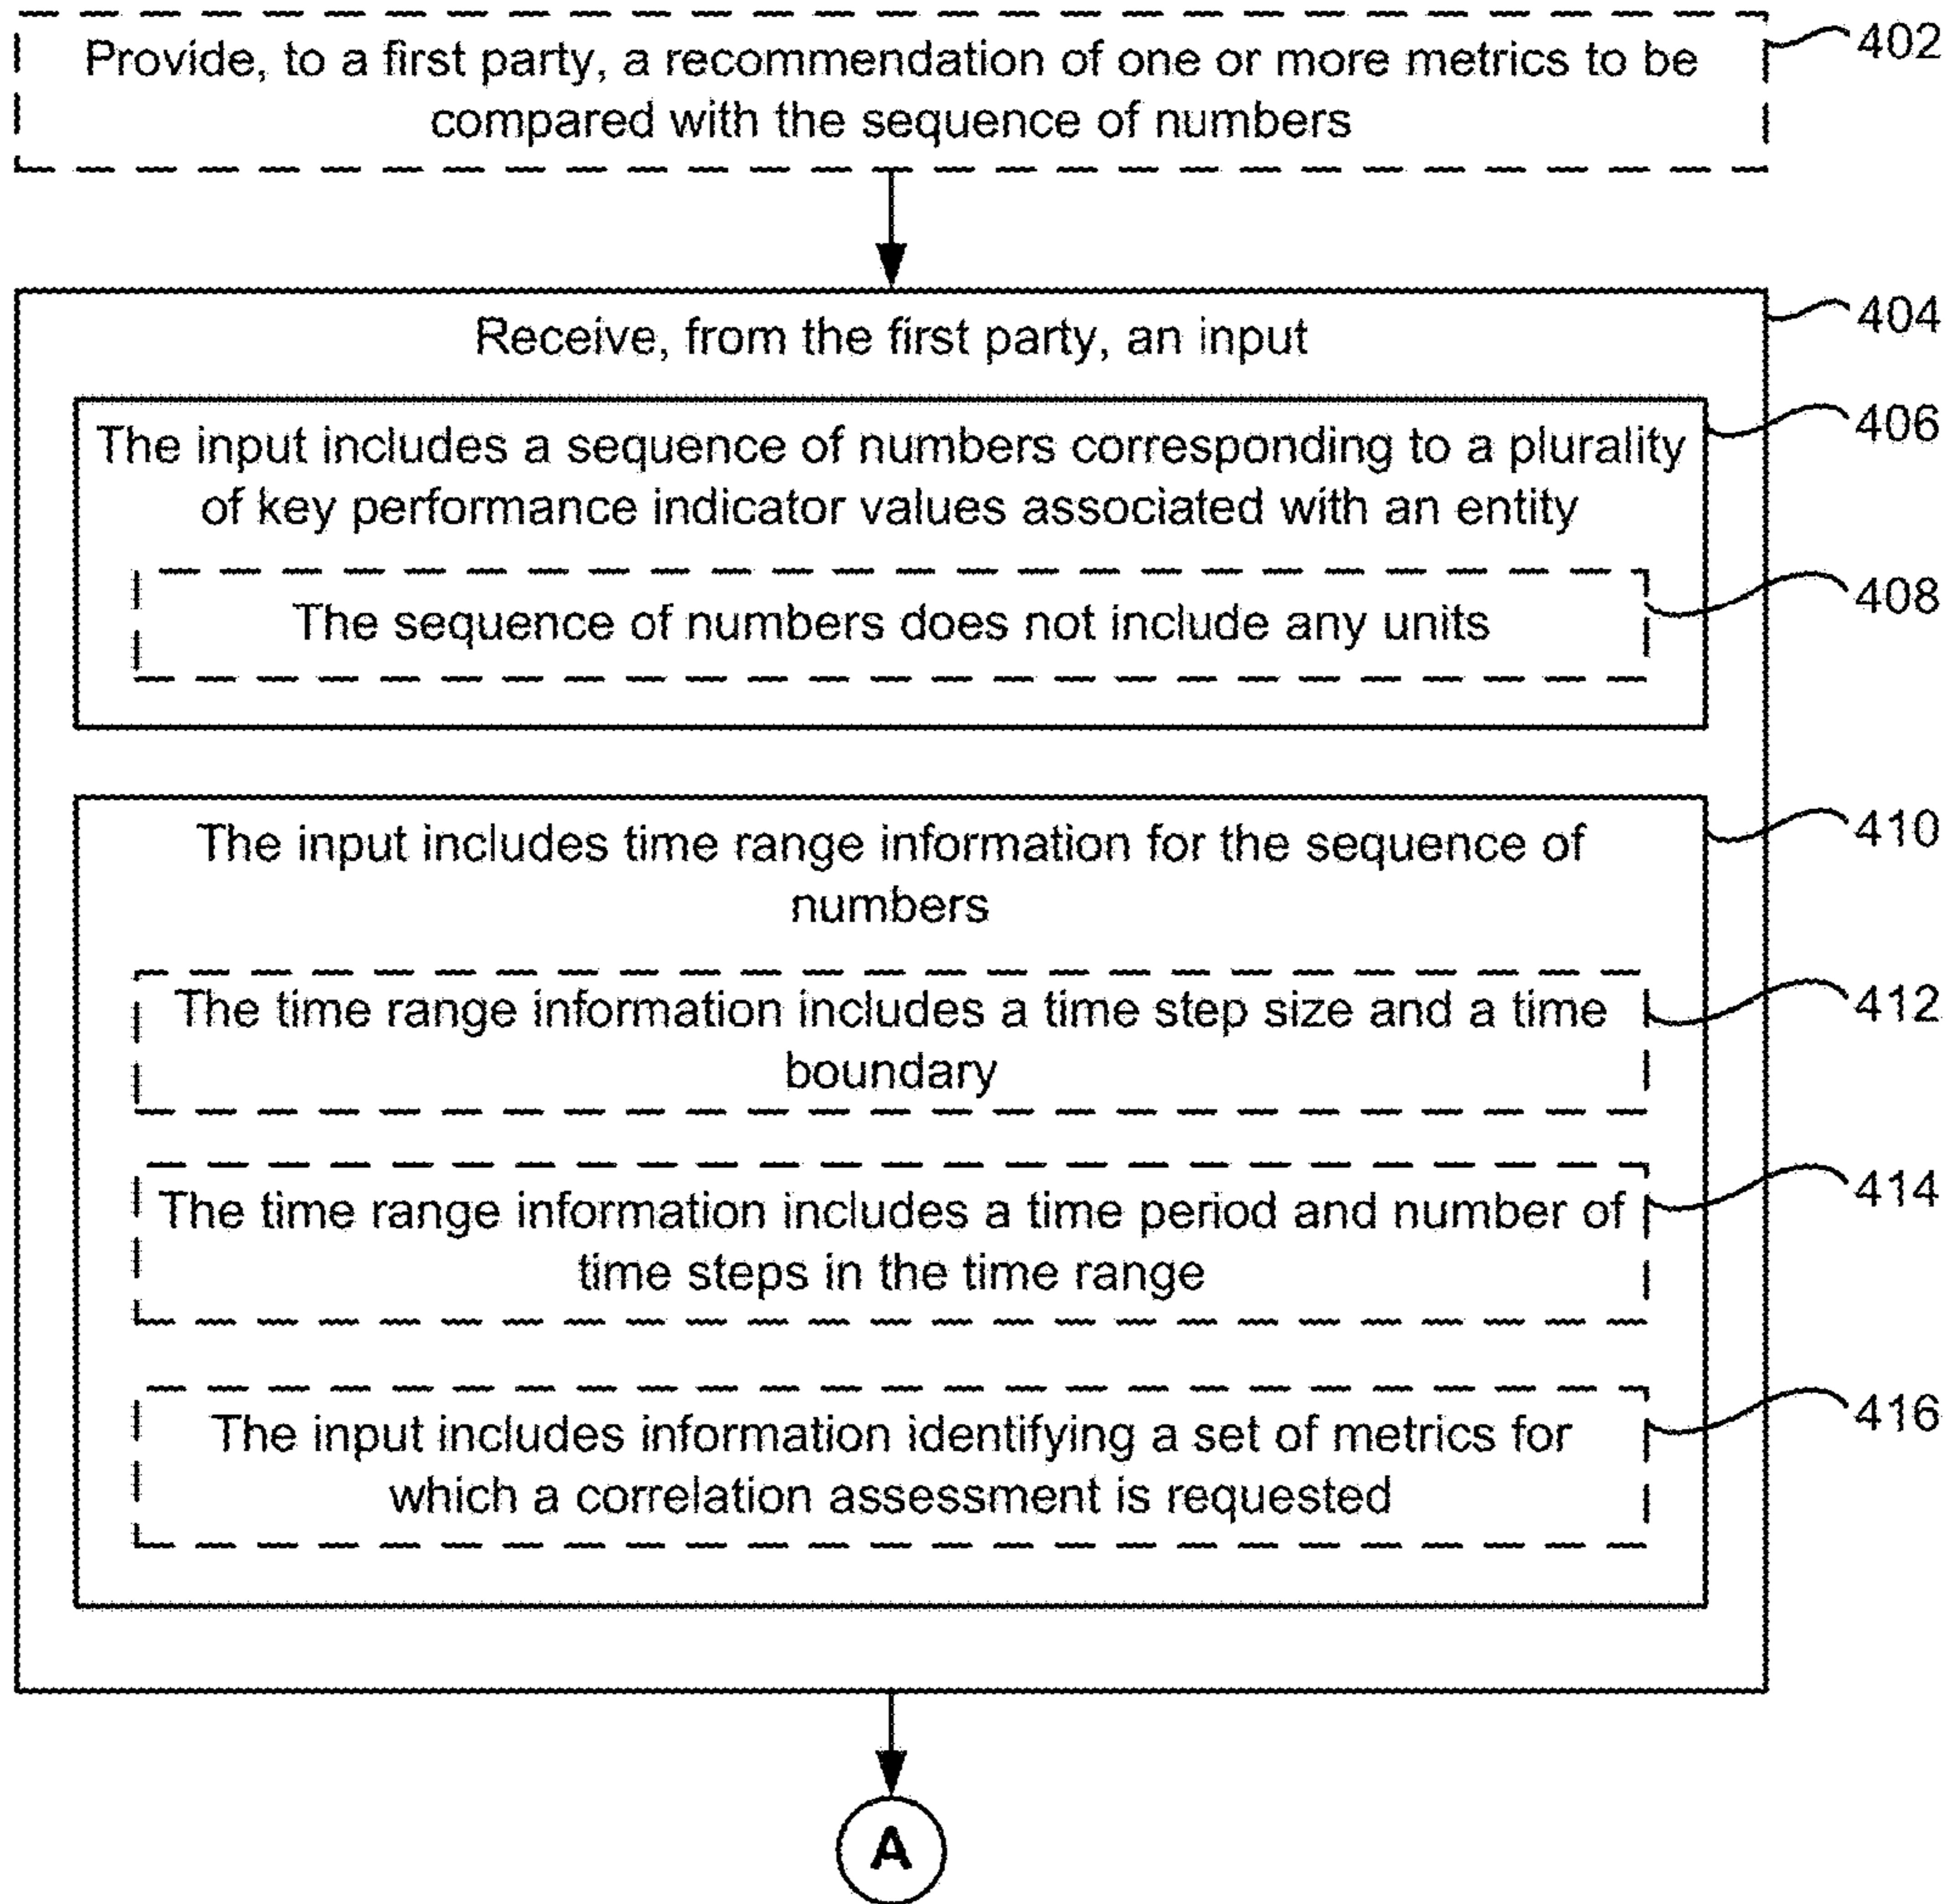 Provide, to a first party, a recommendation of one or more metrics to be
compared with the sequence of numbers
402
Receive, from the first party, an input
404
The input includes a sequence of numbers corresponding to a plurality
of key performance indicator values associated with an entity
406
The sequence of numbers does not include any units
408
The input includes time range information for the sequence of
numbers
410
The time range information includes a time step size and a time
boundary
412
The time range information includes a time period and number of
time steps in the time range
414
The input includes information identifying a set of metrics for
which a correlation assessment is requested
416
A